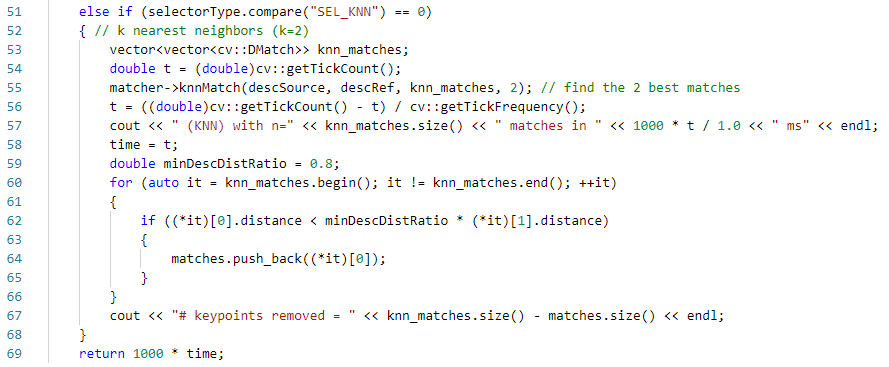 51 else if (selectorType.compare("SEL_KNN") == 0)
52 { // k nearest neighbors (k=2)
53 vector<vector<cv::DMatch>> knn_matches;
54 double t = (double)cv::getTickCount();
55 matcher->knnMatch(descSource, descRef, knn_matches, 2); // find the 2 best matches
56 t = ((double)cv::getTickCount() - t) / cv::getTickFrequency();
57 cout << " (KNN) with n=" << knn_matches.size() << " matches in " << 1000 * t / 1.0 << " ms" << endl;
58 time = t;
59 double minDescDistRatio = 0.8;
60 for (auto it = knn_matches.begin(); it != knn_matches.end(); ++it)
61 {
62 if ((*it)[0].distance < minDescDistRatio * (*it)[1].distance)
63 {
64 matches.push_back((*it)[0]);
65 }
66 }
67 cout << "# keypoints removed = " << knn_matches.size() - matches.size() << endl;
68 }
69 return 1000 * time;